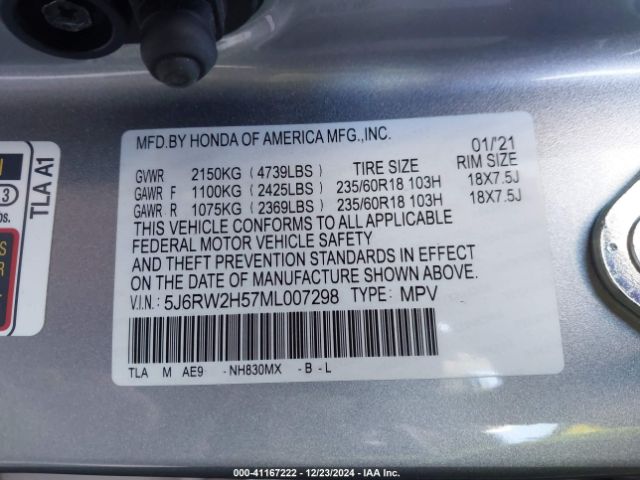 MFD.BY HONDA OF AMERICA MFG.,INC.
01/'21
GVWR 2150KG (4739LBS) TIRE SIZE RIM SIZE
GAWR F 1100KG (2425LBS) 235/60R18 103H 18X7.5J
GAWR R 1075KG (2369LBS) 235/60R18 103H 18X7.5J
THIS VEHICLE CONFORMS TO ALL APPLICABLE
FEDERAL MOTOR VEHICLE SAFETY
AND THEFT PREVENTION STANDARDS IN EFFECT
ON THE DATE OF MANUFACTURE SHOWN ABOVE.
V.I.N.: 5J6RW2H57ML007298 TYPE: MPV
TLA M AE9 -NH830MX -B-L
TLA A1
3
000-41167222 - 12/23/2024 - IAA Inc.